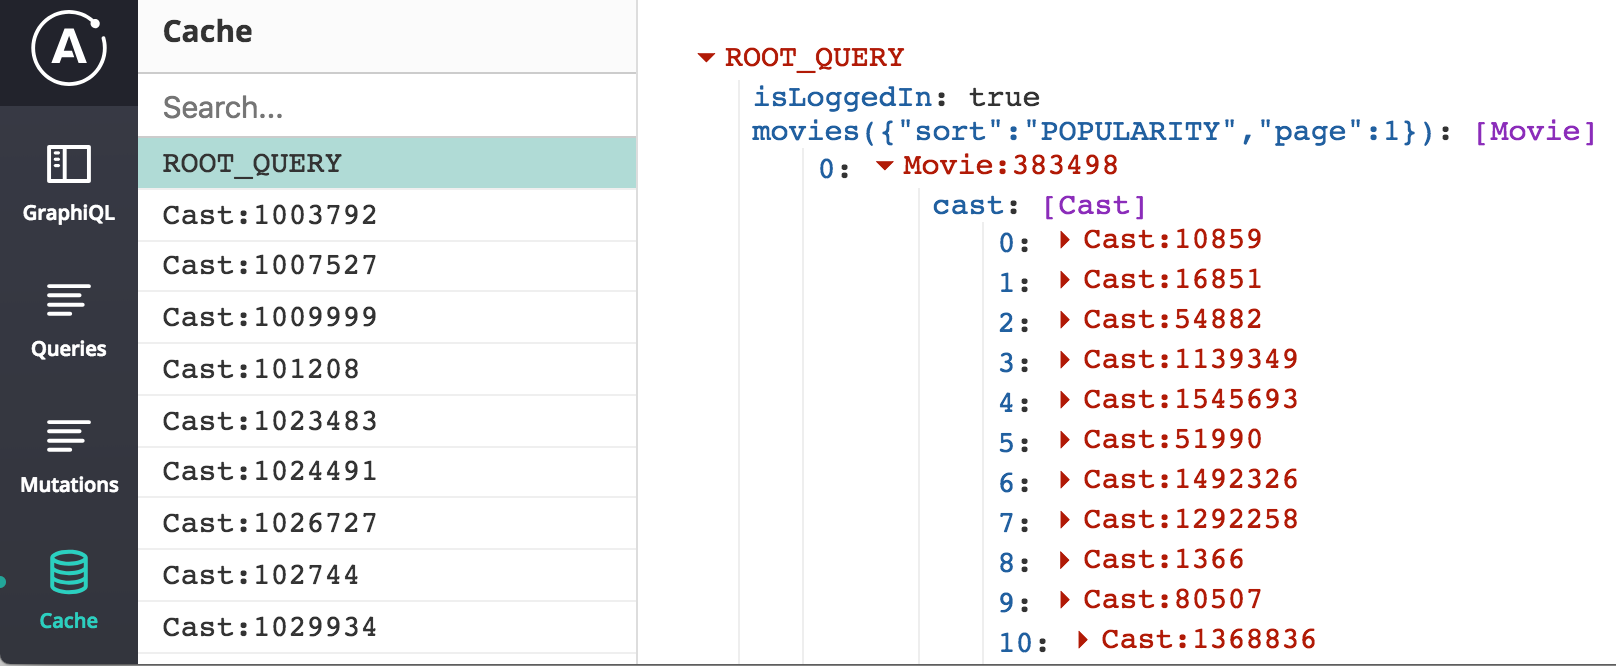 A
GraphiQL
Queries
Mutations
Cache
Cache
Search...
ROOT_QUERY
Cast:1003792
Cast:1007527
Cast:1009999
Cast:101208
Cast:1023483
Cast:1024491
Cast:1026727
Cast:102744
Cast:1029934
ROOT_QUERY
isLoggedIn: true
movies({"sort":"POPULARITY","page":1}): [Movie]
0: Movie:383498
cast: [Cast]
0: Cast:10859
1: Cast:16851
2: Cast:54882
3: Cast:1139349
4: Cast:1545693
5: Cast:51990
6: Cast:1492326
7: Cast:1292258
8: Cast:1366
9: Cast:80507
10: Cast:1368836